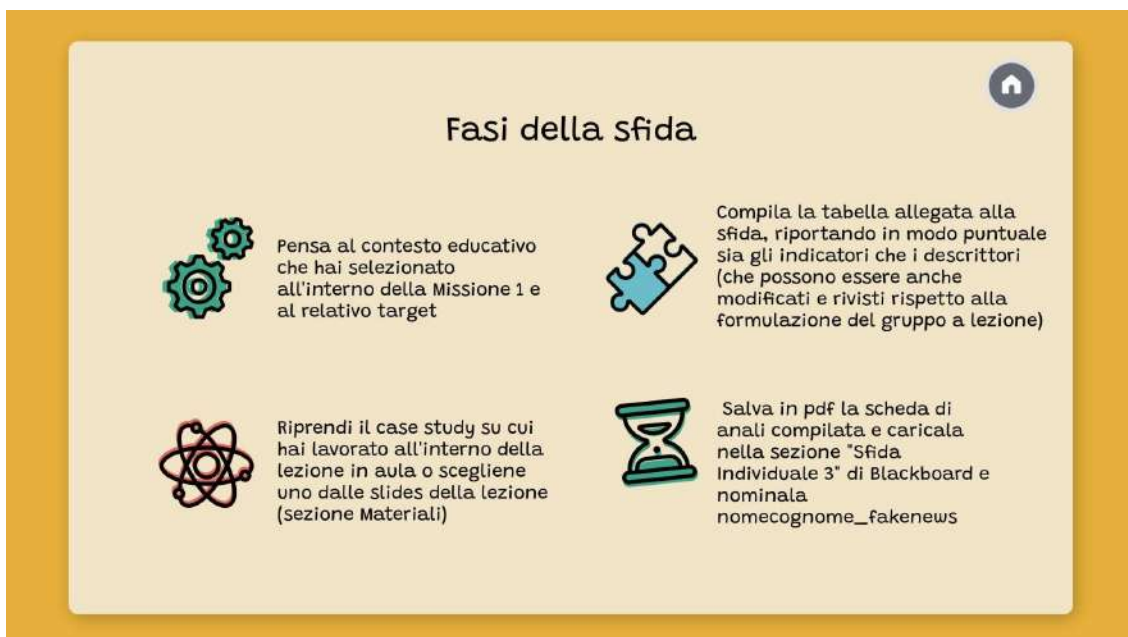 Fasi della sfida
Pensa al contesto educativo
che hai selezionato
all'interno della Missione 1 e
al relativo target
Riprendi il case study su cui
hai lavorato all'interno della
lezione in aula o scegliene
uno dalle slides della lezione
(sezione Materiali)
Compila la tabella allegata alla
sfida, riportando in modo puntuale
sia gli indicatori che i descrittori
(che possono essere anche
modificati e rivisti rispetto alla
formulazione del gruppo a lezione)
Salva in pdf la scheda di
anali compilata e caricala
nella sezione "Sfida
Individuale 3" di Blackboard e
nominala
nomecognome_fakenews